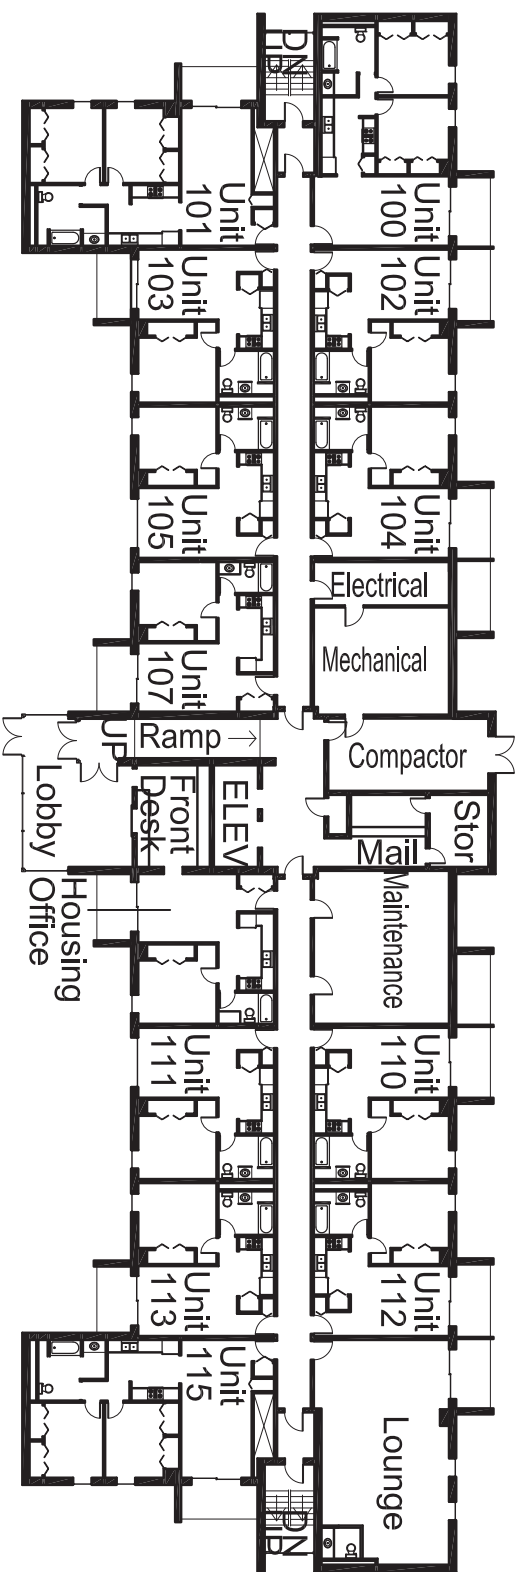 DN
UP
Unit
100
Unit
101
Unit
102
Unit
103
Unit
104
Unit
105
Electrical
Mechanical
Unit
107
UP
Ramp
Compactor
Lobby
Front
Desk
ELEV
Mail
Stor
Housing
Office
Maintenance
Unit
110
Unit
111
Unit
112
Unit
113
Unit
115
Lounge
DN
UP